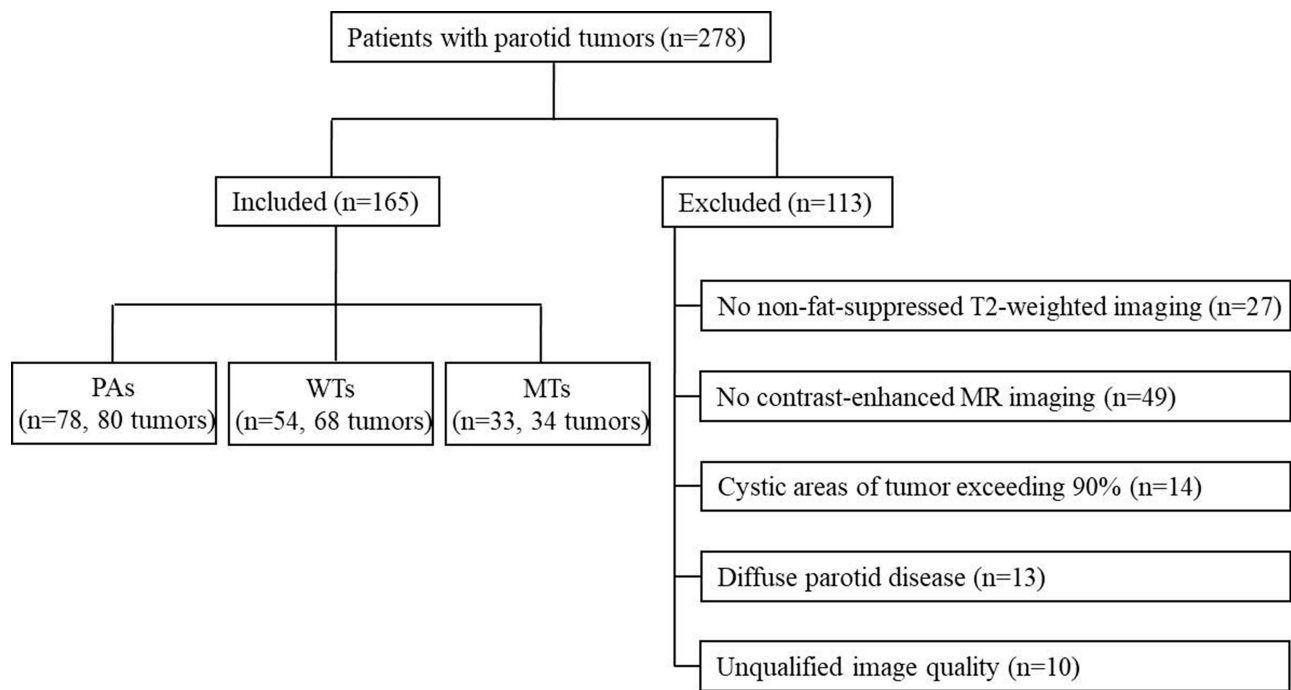 Patients with parotid tumors (n=278)
Included (n=165)
Excluded (n=113)
No non-fat-suppressed T2-weighted imaging (n=27)
PAs
(n=78, 80 tumors)
WTs
(n=54, 68 tumors)
MTs
(n=33, 34 tumors)
No contrast-enhanced MR imaging (n=49)
Cystic areas of tumor exceeding 90% (n=14)
Diffuse parotid disease (n=13)
Unqualified image quality (n=10)